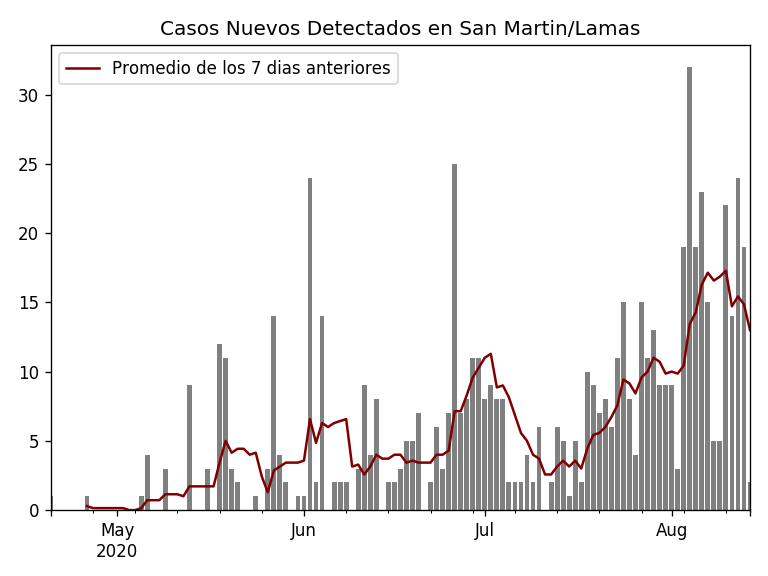 Casos Nuevos Detectados en San Martin/Lamas
Promedio de los 7 dias anteriores
30
25
20
15
10
5
0
May
2020
Jun
Jul
Aug